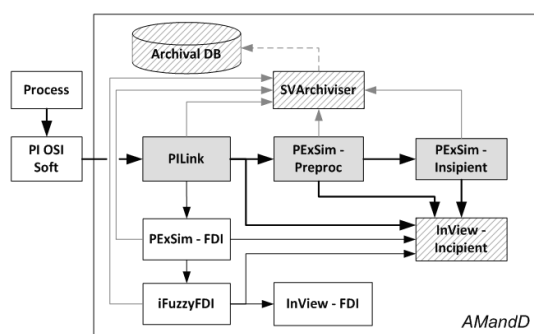 Archival DB
Process
SVArchiviser
PI OSI
Soft
PILink
PExSim -
Preproc
PExSim -
Insipient
PExSim - FDI
InView -
Incipient
iFuzzyFDI
InView - FDI
AMandD